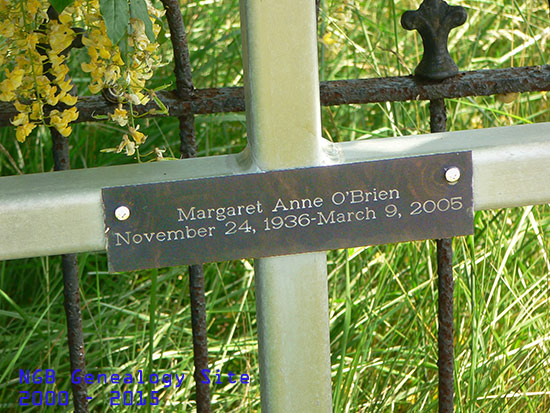 Margaret Anne O'Brien
November 24, 1936-March 9, 2005
NGB Genealogy Site
2000 - 2015